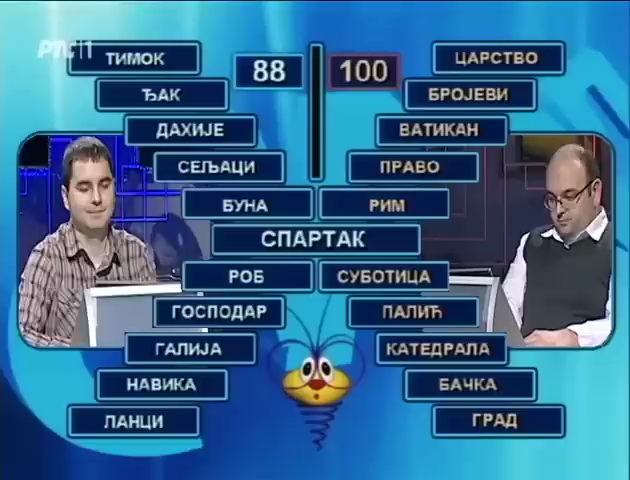 РТС 1
ТИМОК 88 100 ЦАРСТВО
ЂАК БРОЈЕВИ
ДАХИЈЕ ВАТИКАН
СЕЉАЦИ ПРАВО
БУНА РИМ
СПАРТАК
РОБ СУБОТИЦА
ГОСПОДАР ПАЛИЋ
ГАЛИЈА КАТЕДРАЛА
НАВИКА БАЧКА
ЛАНЦИ ГРАД